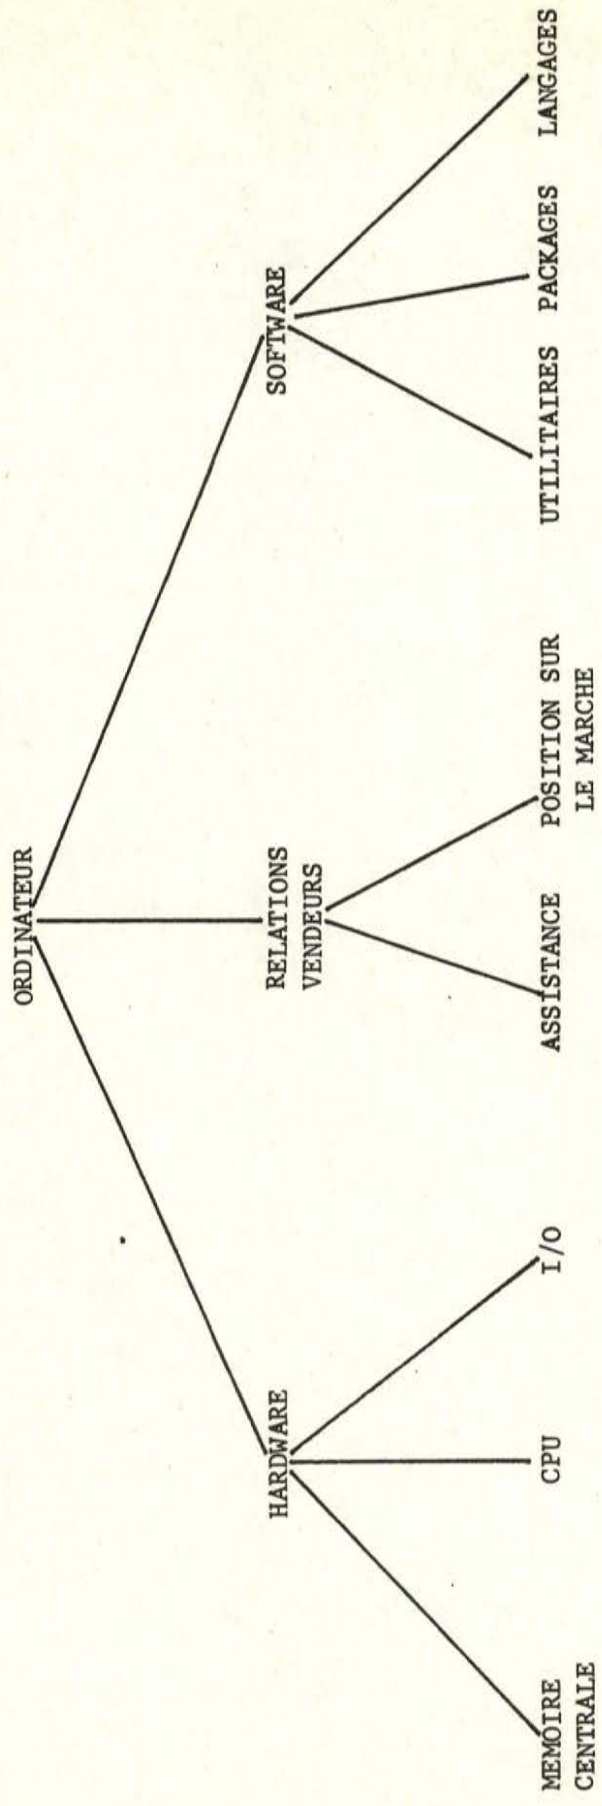 ORDINATEUR
HARDWARE
RELATIONS
VENDEURS
SOFTWARE
MEMOIRE
CENTRALE
CPU
I/O
ASSISTANCE
POSITION SUR
LE MARCHE
UTILITAIRES
PACKAGES
LANGAGES